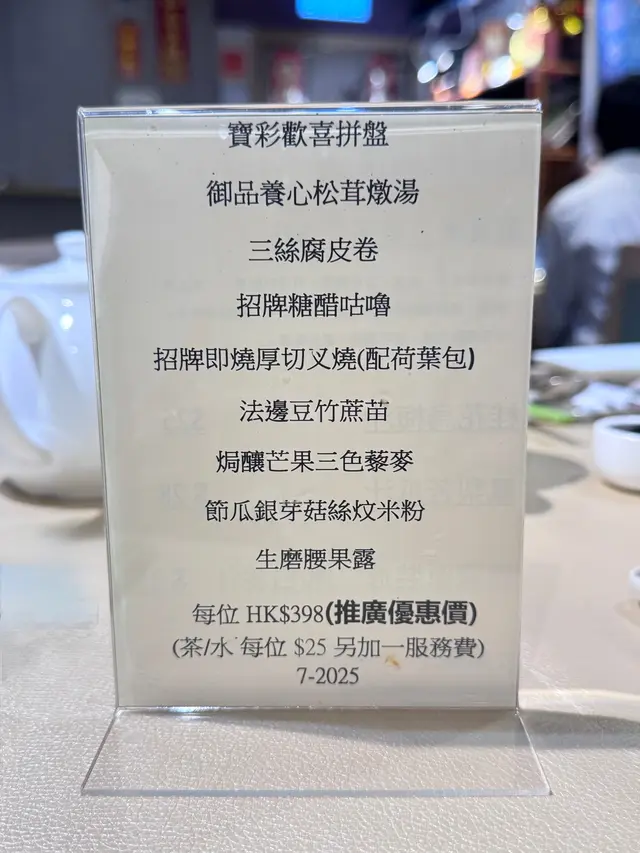 寶彩歡喜拼盤
御品養心松茸燉湯
三絲腐皮卷
招牌糖醋咕嚕
招牌即燒厚切叉燒(配荷葉包)
法邊豆竹蔗苗
焗釀芒果三色藜麥
節瓜銀芽菇絲炆米粉
生磨腰果露
每位 HK$398(推廣優惠價)
(茶/水 每位 $25 另加一服務費)
7-2025